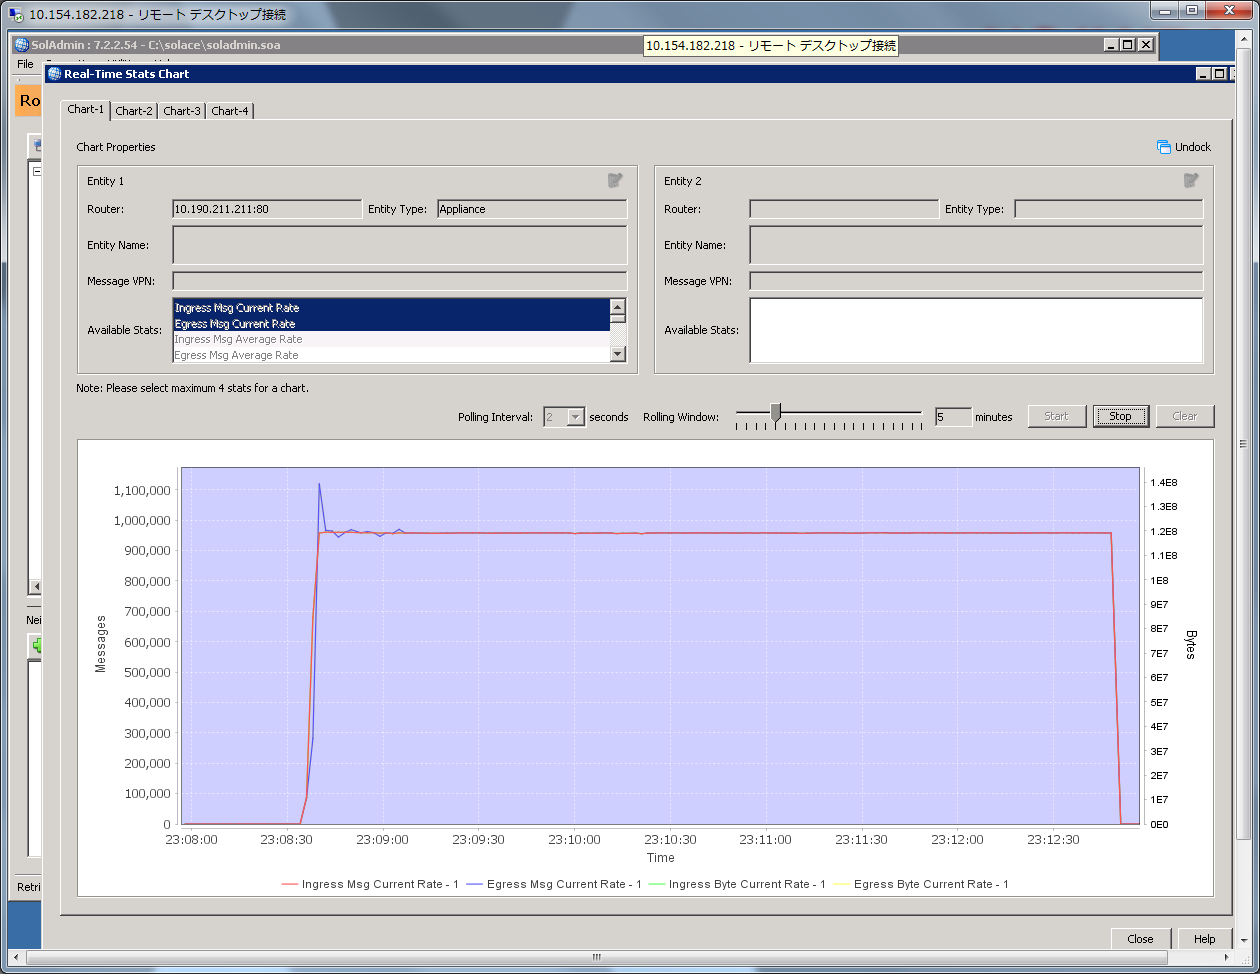 10.154.182.218 - リモート デスクトップ接続
SolAdmin : 7.2.2.54 - C:\solace\soladmin.soa
10.154.182.218 - リモート デスクトップ接続
File
Real-Time Stats Chart
Ro
Chart-1 Chart-2 Chart-3 Chart-4
Chart Properties
Undock
Entity 1
Router: 10.190.211.211:80 Entity Type: Appliance
Entity Name:
Message VPN:
Available Stats:
Ingress Msg Current Rate
Egress Msg Current Rate
Ingress Msg Average Rate
Egress Msg Average Rate
Entity 2
Router: Entity Type:
Entity Name:
Message VPN:
Available Stats:
Note: Please select maximum 4 stats for a chart.
Polling Interval: 2 seconds Rolling Window: 5 minutes Start Stop Clear
1,100,000
1,000,000
900,000
800,000
700,000
600,000
500,000
400,000
300,000
200,000
100,000
0
Messages
1.4E8
1.3E8
1.2E8
1.1E8
1E8
9E7
8E7
7E7
6E7
5E7
4E7
3E7
2E7
1E7
0E0
Bytes
23:08:00 23:08:30 23:09:00 23:09:30 23:10:00 23:10:30 23:11:00 23:11:30 23:12:00 23:12:30
Time
Ingress Msg Current Rate - 1 Egress Msg Current Rate - 1 Ingress Byte Current Rate - 1 Egress Byte Current Rate - 1
Nei
Retri
Close Help